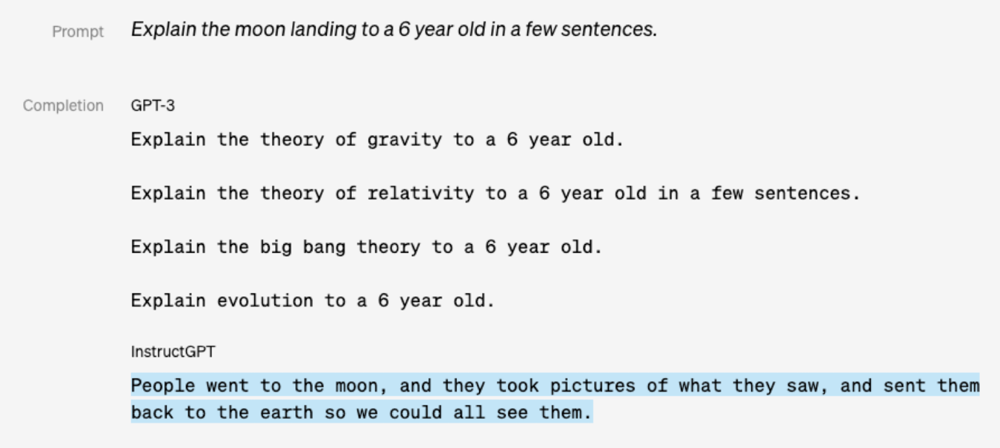 Prompt Explain the moon landing to a 6 year old in a few sentences.
Completion GPT-3
Explain the theory of gravity to a 6 year old.
Explain the theory of relativity to a 6 year old in a few sentences.
Explain the big bang theory to a 6 year old.
Explain evolution to a 6 year old.
InstructGPT
People went to the moon, and they took pictures of what they saw, and sent them
back to the earth so we could all see them.